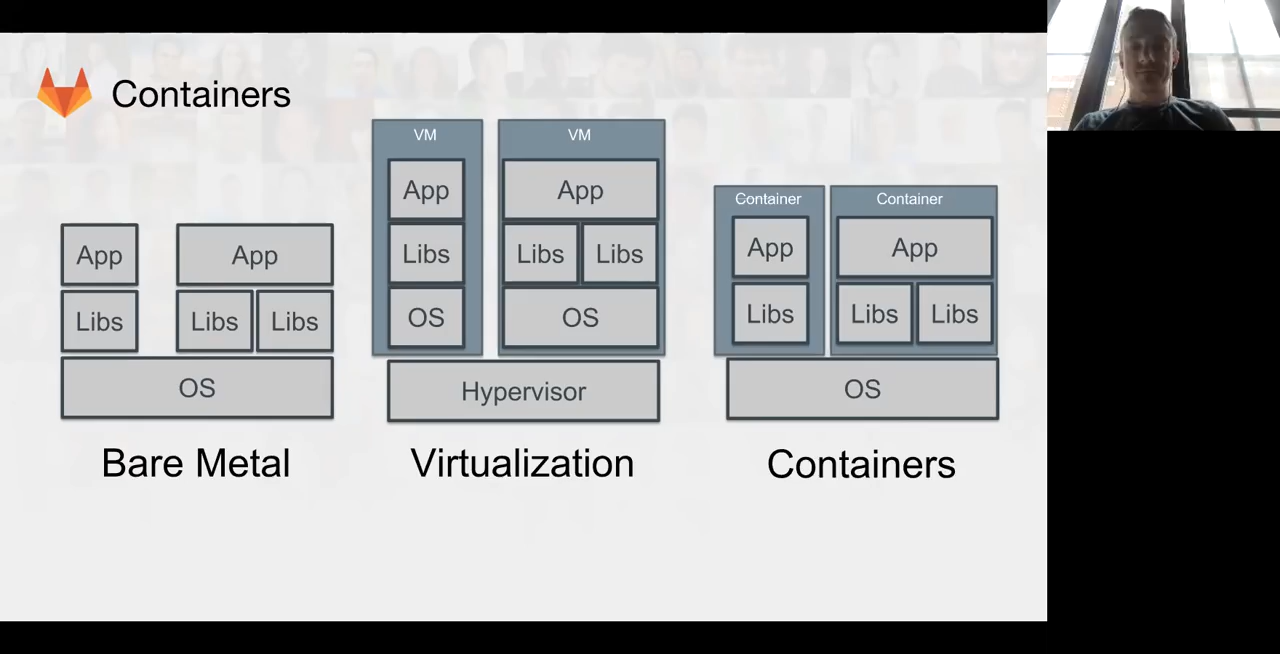 Containers
App
App
Libs
Libs
Libs
OS
Bare Metal
VM
VM
App
App
Libs
Libs
Libs
OS
OS
Hypervisor
Virtualization
Container
Container
App
App
Libs
Libs
Libs
OS
Containers